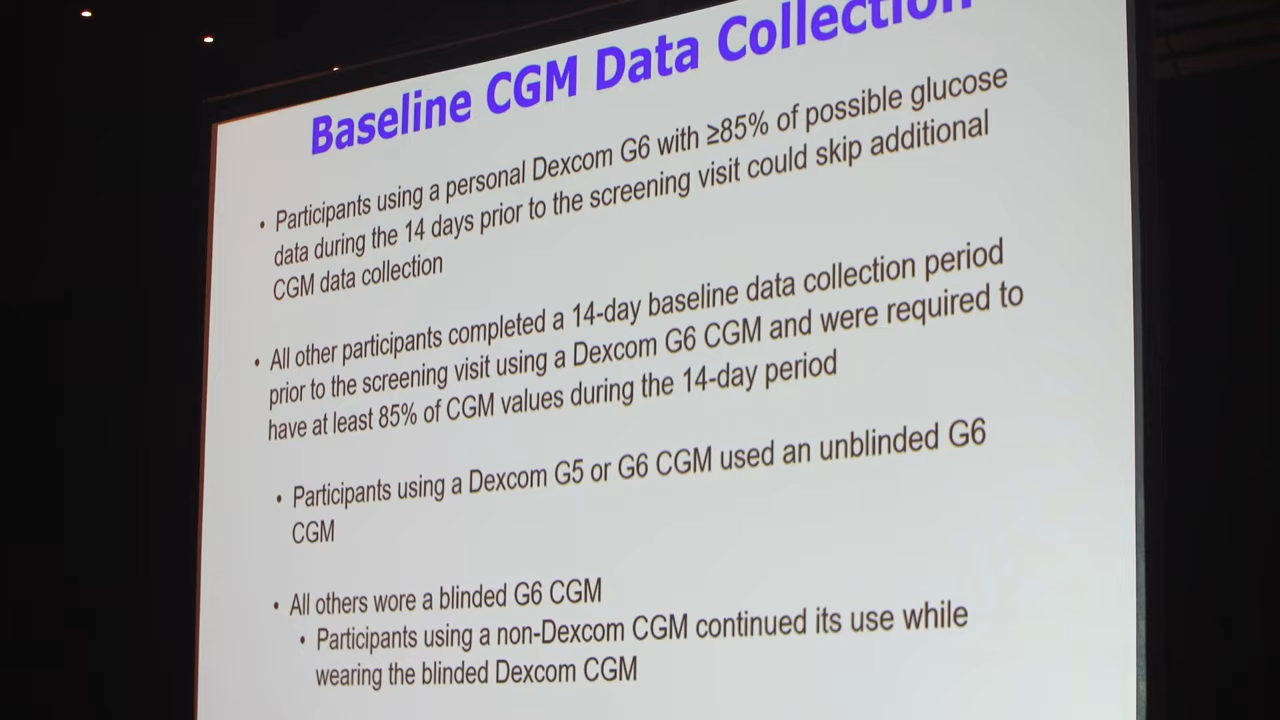 Baseline CGM Data Collection
• Participants using a personal Dexcom G6 with ≥85% of possible glucose
data during the 14 days prior to the screening visit could skip additional
CGM data collection
• All other participants completed a 14-day baseline data collection period
prior to the screening visit using a Dexcom G6 CGM and were required to
have at least 85% of CGM values during the 14-day period
• Participants using a Dexcom G5 or G6 CGM used an unblinded G6
CGM
• All others wore a blinded G6 CGM
• Participants using a non-Dexcom CGM continued its use while
wearing the blinded Dexcom CGM